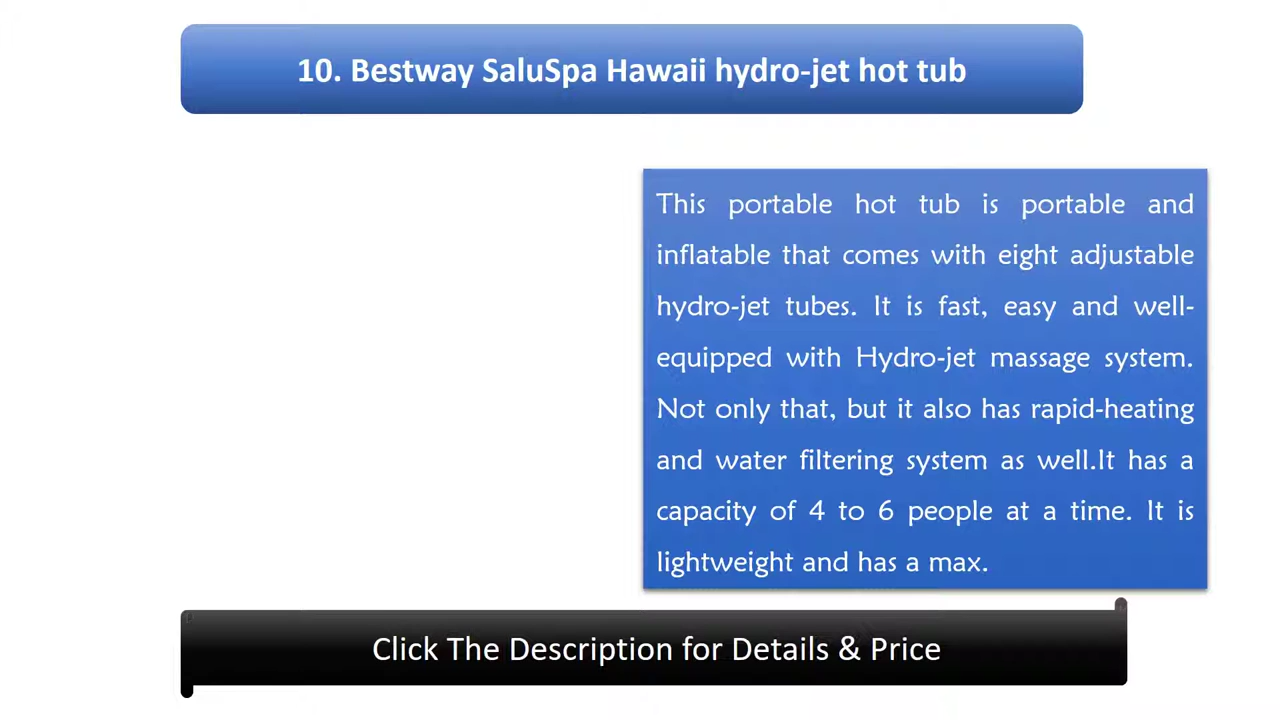 10. Bestway SaluSpa Hawaii hydro-jet hot tub
This portable hot tub is portable and
inflatable that comes with eight adjustable
hydro-jet tubes. It is fast, easy and well-
equipped with Hydro-jet massage system.
Not only that, but it also has rapid-heating
and water filtering system as well.It has a
capacity of 4 to 6 people at a time. It is
lightweight and has a max.
Click The Description for Details & Price